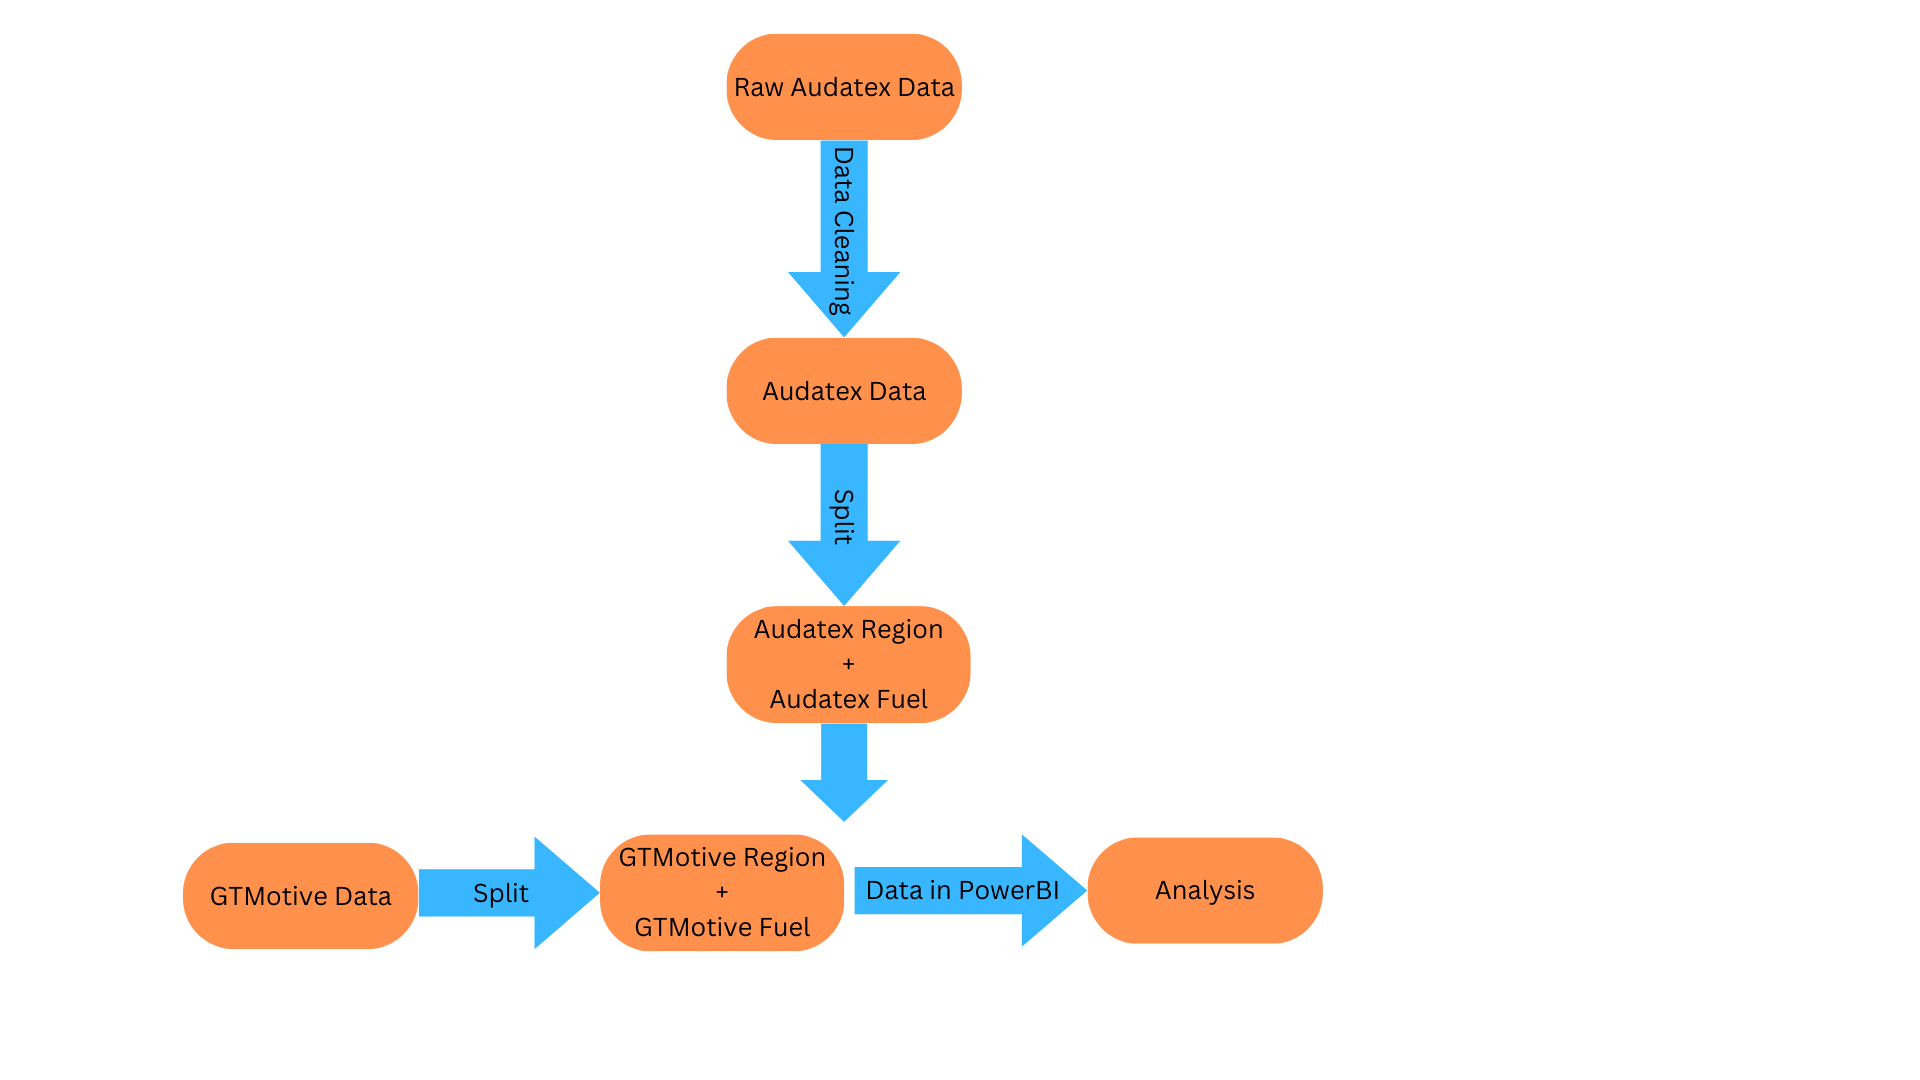 Raw Audatex Data
Data Cleaning
Audatex Data
Split
Audatex Region
+
Audatex Fuel
GTMotive Data
Split
GTMotive Region
+
GTMotive Fuel
Data in PowerBI
Analysis